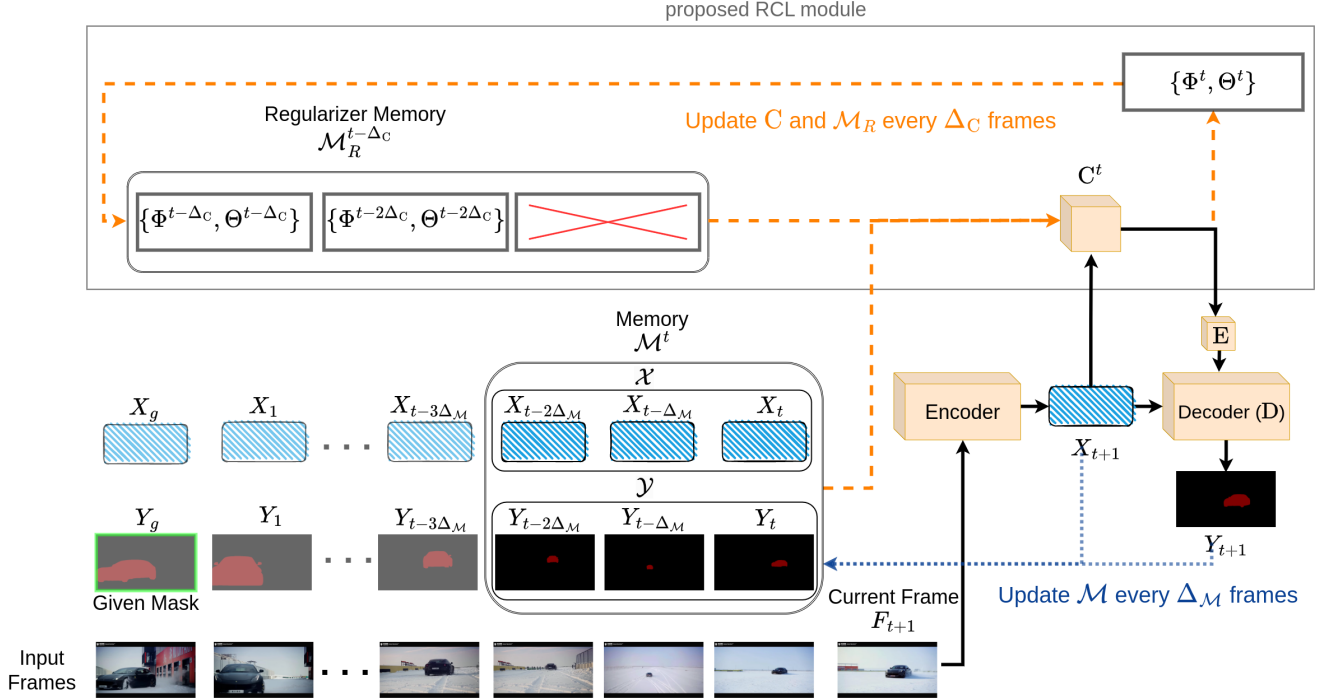 proposed RCL module
{Φ^t, Θ^t}
Regularizer Memory
ℳ_R^{t−Δ_C}
Update C and ℳ_R every Δ_C frames
C^t
{Φ^{t−Δ_C}, Θ^{t−Δ_C}}
{Φ^{t−2Δ_C}, Θ^{t−2Δ_C}}
Memory
ℳ^t
E
𝒳
X_g
X_1
X_{t−3Δ_ℳ}
X_{t−2Δ_ℳ}
X_{t−Δ_ℳ}
X_t
Encoder
Decoder (D)
X_{t+1}
. . .
𝒴
Y_g
Y_1
Y_{t−3Δ_ℳ}
Y_{t−2Δ_ℳ}
Y_{t−Δ_ℳ}
Y_t
Y_{t+1}
. . .
Given Mask
Current Frame
F_{t+1}
Update ℳ every Δ_ℳ frames
Input
Frames
. . .